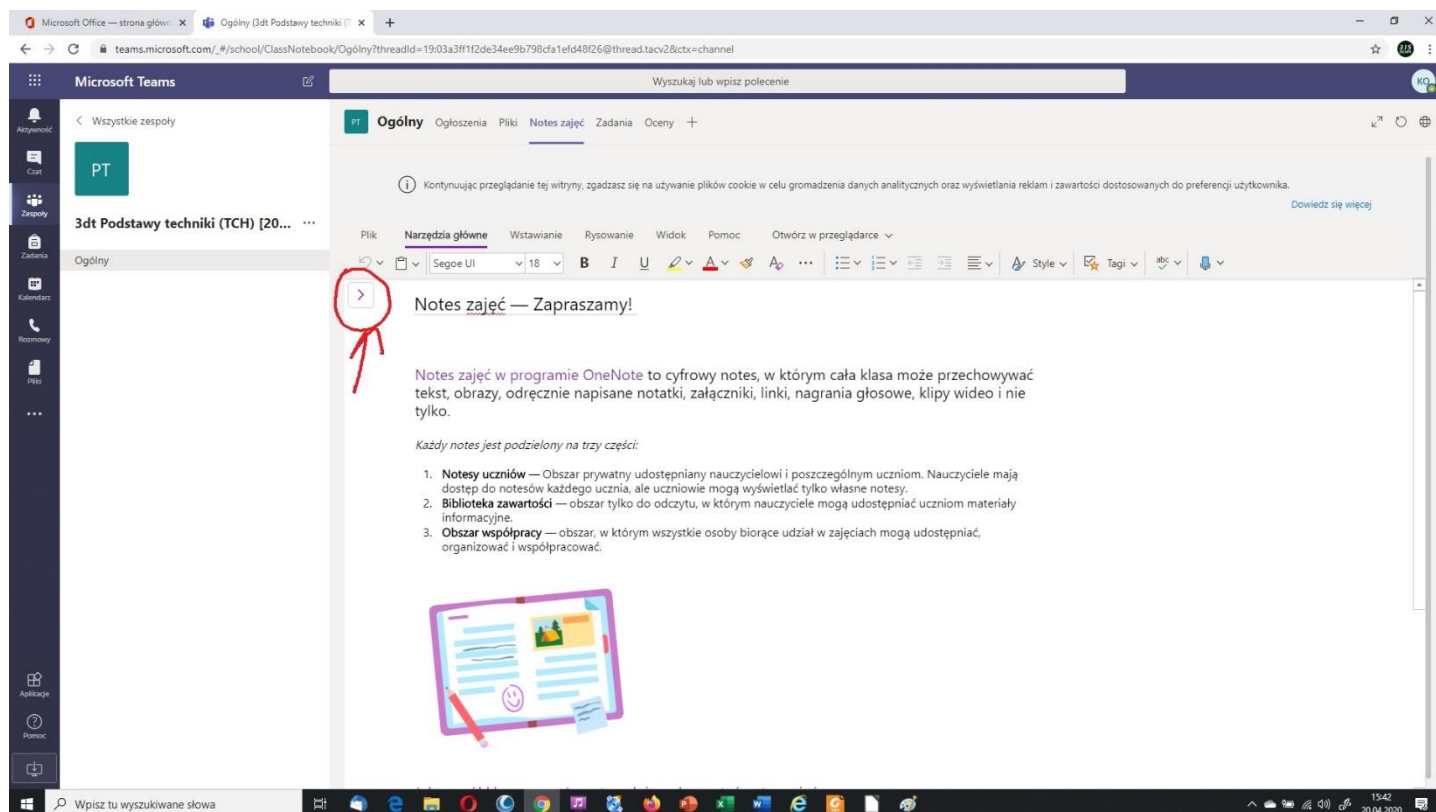 Microsoft Office — strona główn
Ogólny (3dt Podstawy techniki (T
teams.microsoft.com/_#/school/ClassNotebook/Ogólny?threadId=19:03a3ff1f2de34ee9b798cfa1efd48f26@thread.tacv2&ctx=channel
Microsoft Teams
Wyszukaj lub wpisz polecenie
KO
Aktywność
Czat
Zespoły
Zadania
Kalendarz
Rozmowy
Pliki
Aplikacje
Pomoc
Wszystkie zespoły
PT
3dt Podstawy techniki (TCH) [20...
Ogólny
PT Ogólny Ogłoszenia Pliki Notes zajęć Zadania Oceny +
Kontynuując przeglądanie tej witryny, zgadzasz się na używanie plików cookie w celu gromadzenia danych analitycznych oraz wyświetlania reklam i zawartości dostosowanych do preferencji użytkownika.
Dowiedz się więcej
Plik Narzędzia główne Wstawianie Rysowanie Widok Pomoc Otwórz w przeglądarce
Segoe UI 18 B I U A A Style Tagi abc
Notes zajęć — Zapraszamy!
Notes zajęć w programie OneNote to cyfrowy notes, w którym cała klasa może przechowywać
tekst, obrazy, odręcznie napisane notatki, załączniki, linki, nagrania głosowe, klipy wideo i nie
tylko.
Każdy notes jest podzielony na trzy części:
1. Notesy uczniów — Obszar prywatny udostępniany nauczycielowi i poszczególnym uczniom. Nauczyciele mają
dostęp do notesów każdego ucznia, ale uczniowie mogą wyświetlać tylko własne notesy.
2. Biblioteka zawartości — obszar tylko do odczytu, w którym nauczyciele mogą udostępniać uczniom materiały
informacyjne.
3. Obszar współpracy — obszar, w którym wszystkie osoby biorące udział w zajęciach mogą udostępniać,
organizować i współpracować.
Wpisz tu wyszukiwane słowa
15:42
20.04.2020